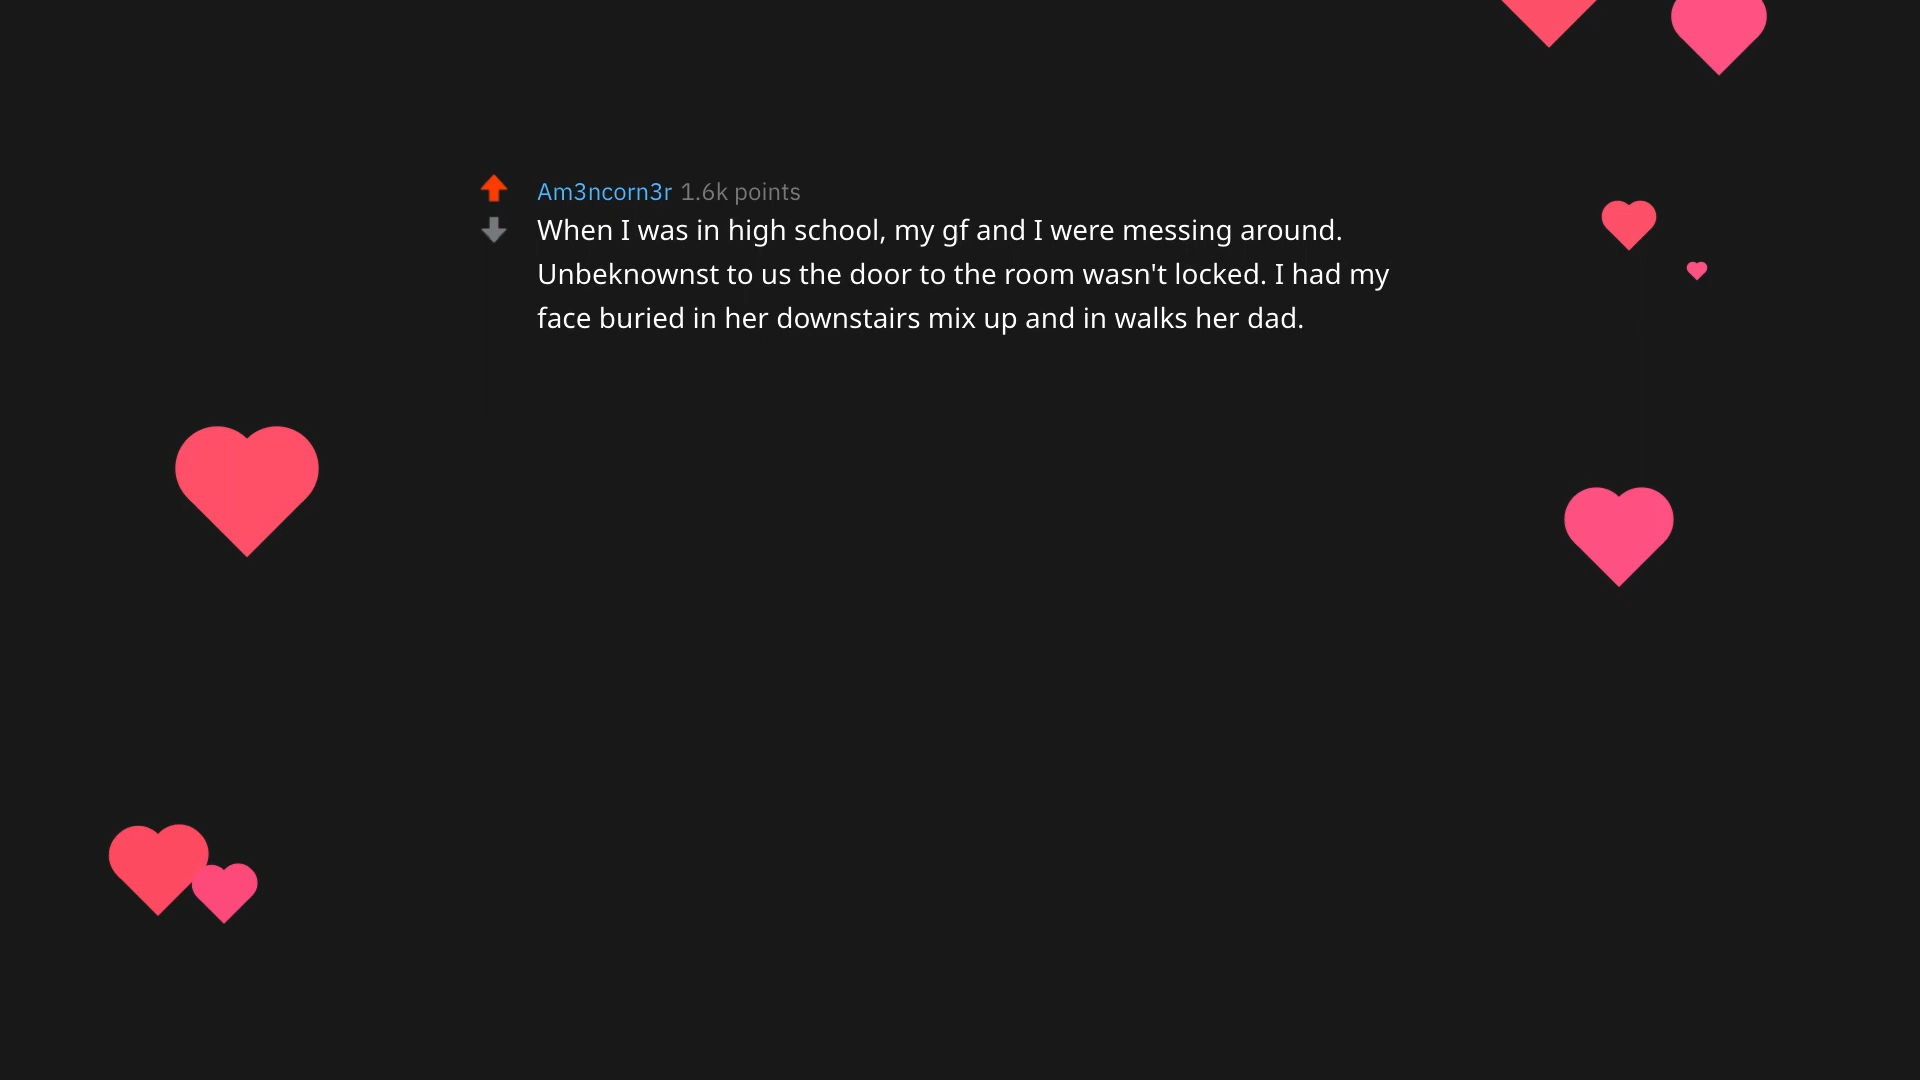 Am3ncorn3r 1.6k points
When I was in high school, my gf and I were messing around.
Unbeknownst to us the door to the room wasn't locked. I had my
face buried in her downstairs mix up and in walks her dad.